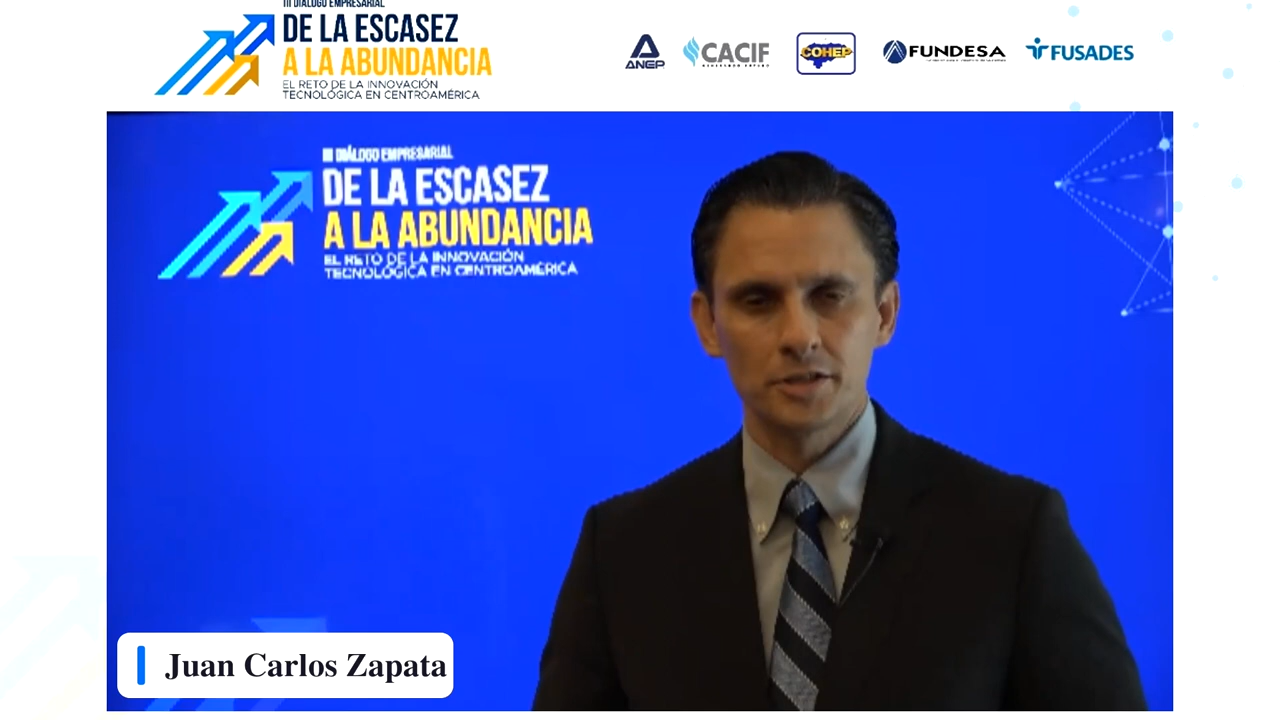 III DIÁLOGO EMPRESARIAL
DE LA ESCASEZ
A LA ABUNDANCIA
EL RETO DE LA INNOVACIÓN
TECNOLÓGICA EN CENTROAMÉRICA
ANEP
CACIF
COHEP
FUNDESA
FUSADES
III DIÁLOGO EMPRESARIAL
DE LA ESCASEZ
A LA ABUNDANCIA
EL RETO DE LA INNOVACIÓN
TECNOLÓGICA EN CENTROAMÉRICA
Juan Carlos Zapata